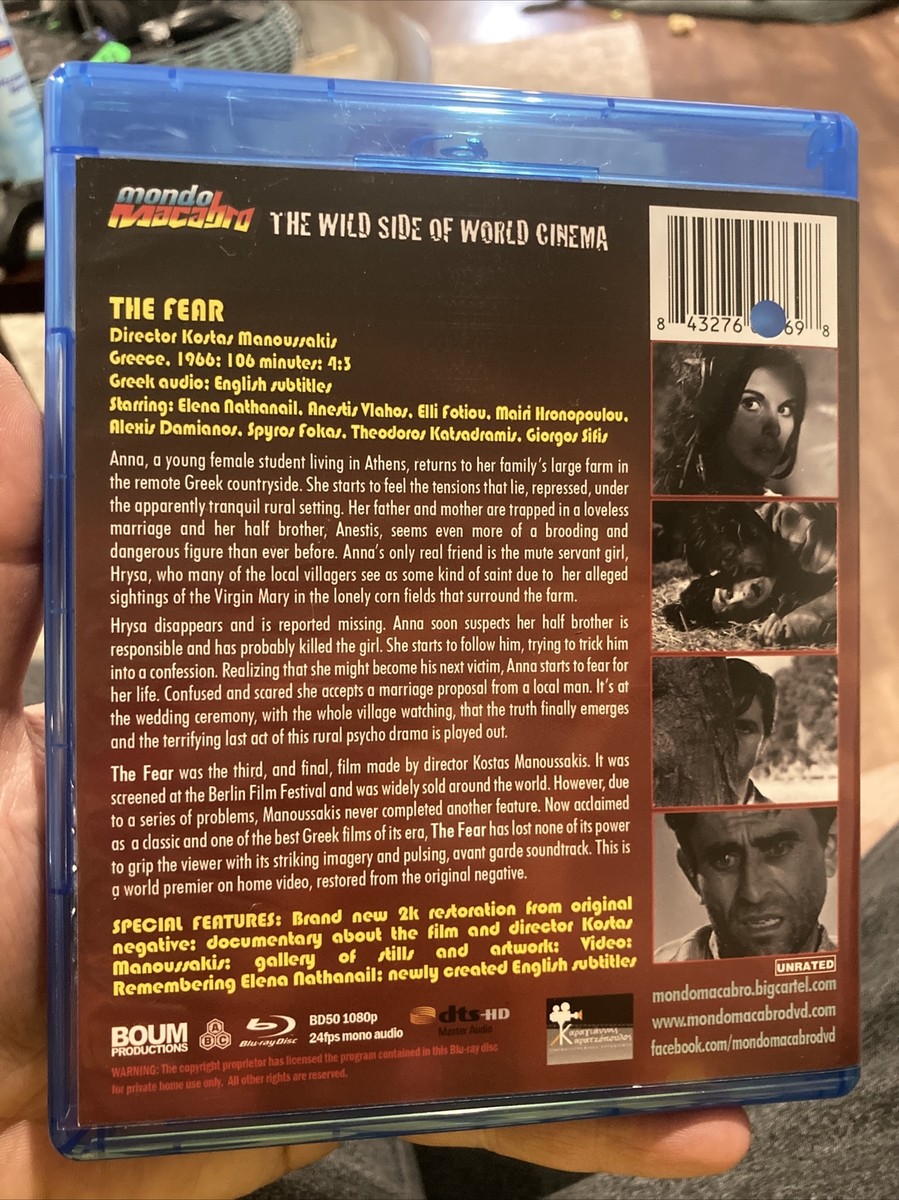 mondo
Macabro
THE WILD SIDE OF WORLD CINEMA
8 43276 69 8
THE FEAR
Director Kostas Manoussakis
Greece, 1966: 106 minutes: 4:3
Greek audio: English subtitles
Starring: Elena Nathanail, Anestis Vlahos, Elli Fotiou, Mairi Hronopoulou,
Alexis Damianos, Spyros Fokas, Theodoros Katsadramis, Giorgos Sifis
Anna, a young female student living in Athens, returns to her family's large farm in
the remote Greek countryside. She starts to feel the tensions that lie, repressed, under
the apparently tranquil rural setting. Her father and mother are trapped in a loveless
marriage and her half brother, Anestis, seems even more of a brooding and
dangerous figure than ever before. Anna's only real friend is the mute servant girl,
Hrysa, who many of the local villagers see as some kind of saint due to her alleged
sightings of the Virgin Mary in the lonely corn fields that surround the farm.
Hrysa disappears and is reported missing. Anna soon suspects her half brother is
responsible and has probably killed the girl. She starts to follow him, trying to trick him
into a confession. Realizing that she might become his next victim, Anna starts to fear for
her life. Confused and scared she accepts a marriage proposal from a local man. It's at
the wedding ceremony, with the whole village watching, that the truth finally emerges
and the terrifying last act of this rural psycho drama is played out.
The Fear was the third, and final, film made by director Kostas Manoussakis. It was
screened at the Berlin Film Festival and was widely sold around the world. However, due
to a series of problems, Manoussakis never completed another feature. Now acclaimed
as a classic and one of the best Greek films of its era, The Fear has lost none of its power
to grip the viewer with its striking imagery and pulsing, avant garde soundtrack. This is
a world premier on home video, restored from the original negative.
SPECIAL FEATURES: Brand new 2k restoration from original
negative: documentary about the film and director Kostas
Manoussakis: gallery of stills and artwork: Video:
Remembering Elena Nathanail: newly created English subtitles
UNRATED
mondomacabro.bigcartel.com
www.mondomacabrodvd.com
facebook.com/mondomacabrodvd
BOUM
PRODUCTIONS
A B C
Blu-ray Disc
BD50 1080p
24fps mono audio
dts-HD
Master Audio
Καραγιάννης
Καρατζόπουλος
WARNING: The copyright proprietor has licensed the program contained in this Blu-ray disc
for private home use only. All other rights are reserved.